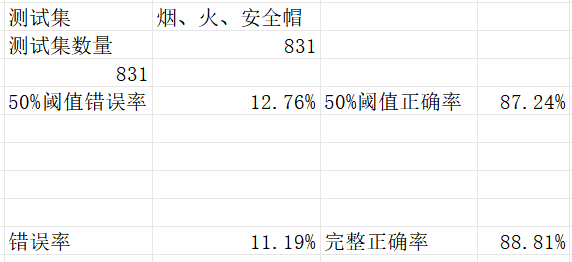 测试集 烟、火、安全帽
测试集数量 831
831
50%阈值错误率 12.76% 50%阈值正确率 87.24%
错误率 11.19% 完整正确率 88.81%